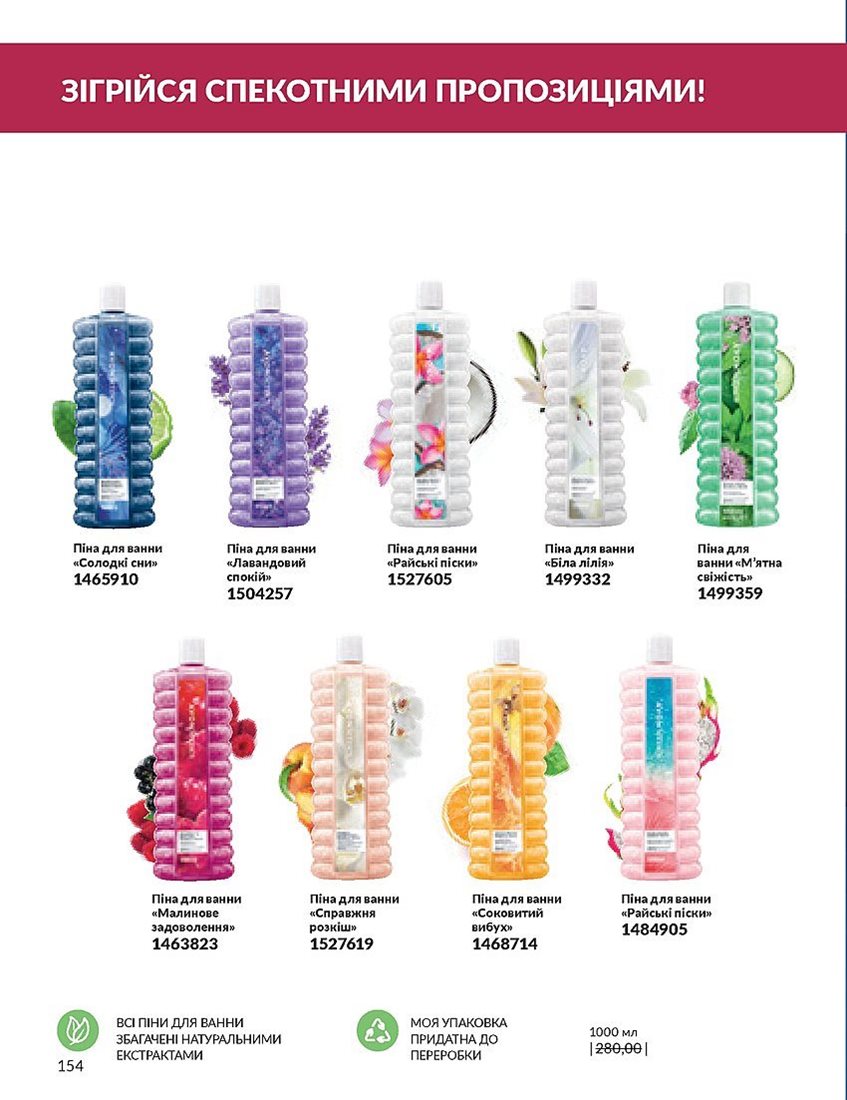 ЗІГРІЙСЯ СПЕКОТНИМИ ПРОПОЗИЦІЯМИ!
Піна для ванни
«Солодкі сни»
1465910
Піна для ванни
«Лавандовий
спокій»
1504257
Піна для ванни
«Райські піски»
1527605
Піна для ванни
«Біла лілія»
1499332
Піна для
ванни «М'ятна
свіжість»
1499359
Піна для ванни
«Малинове
задоволення»
1463823
Піна для ванни
«Справжня
розкіш»
1527619
Піна для ванни
«Соковитий
вибух»
1468714
Піна для ванни
«Райські піски»
1484905
ВСІ ПІНИ ДЛЯ ВАННИ
ЗБАГАЧЕНІ НАТУРАЛЬНИМИ
ЕКСТРАКТАМИ
МОЯ УПАКОВКА
ПРИДАТНА ДО
ПЕРЕРОБКИ
1000 мл
|280,00|
154